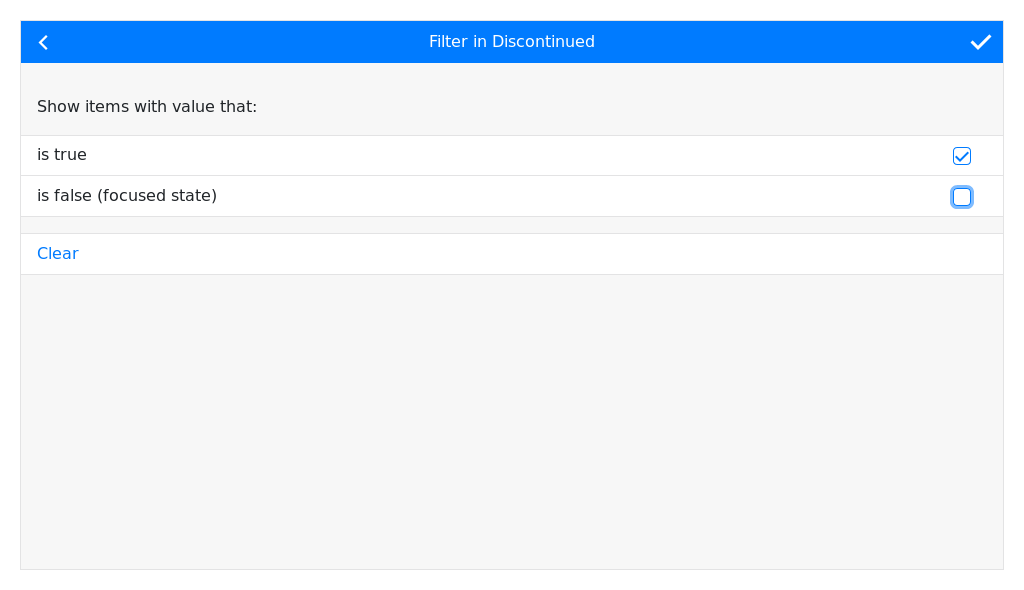 Filter in Discontinued
Show items with value that:
is true
is false (focused state)
Clear